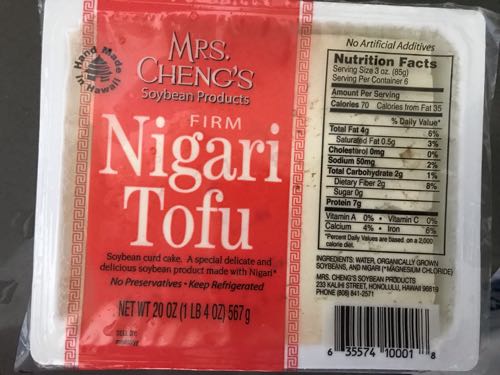 Hand Made
in Hawaii
MRS.
CHENG'S
Soybean Products
FIRM
Nigari
Tofu
Soybean curd cake. A special delicate and
delicious soybean product made with Nigari*
No Preservatives • Keep Refrigerated
NET WT 20 OZ (1 LB 4 OZ) 567 g
No Artificial Additives
Nutrition Facts
Serving Size 3 oz. (85g)
Serving Per Container 6
Amount Per Serving
Calories 70 Calories from Fat 35
% Daily Value*
Total Fat 4g 6%
Saturated Fat 0.5g 3%
Cholesterol 0mg 0%
Sodium 50mg 2%
Total Carbohydrate 2g 1%
Dietary Fiber 2g 8%
Sugar 0g
Protein 7g
Vitamin A 0% • Vitamin C 0%
Calcium 4% • Iron 6%
*Percent Daily Values are based on a 2,000
calorie diet.
INGREDIENTS: WATER, ORGANICALLY GROWN
SOYBEANS, AND NIGARI (*MAGNESIUM CHLORIDE)
MRS. CHENG'S SOYBEAN PRODUCTS
233 KALIHI STREET, HONOLULU, HAWAII 96819
PHONE (808) 841-2571
6 35574 10001 8